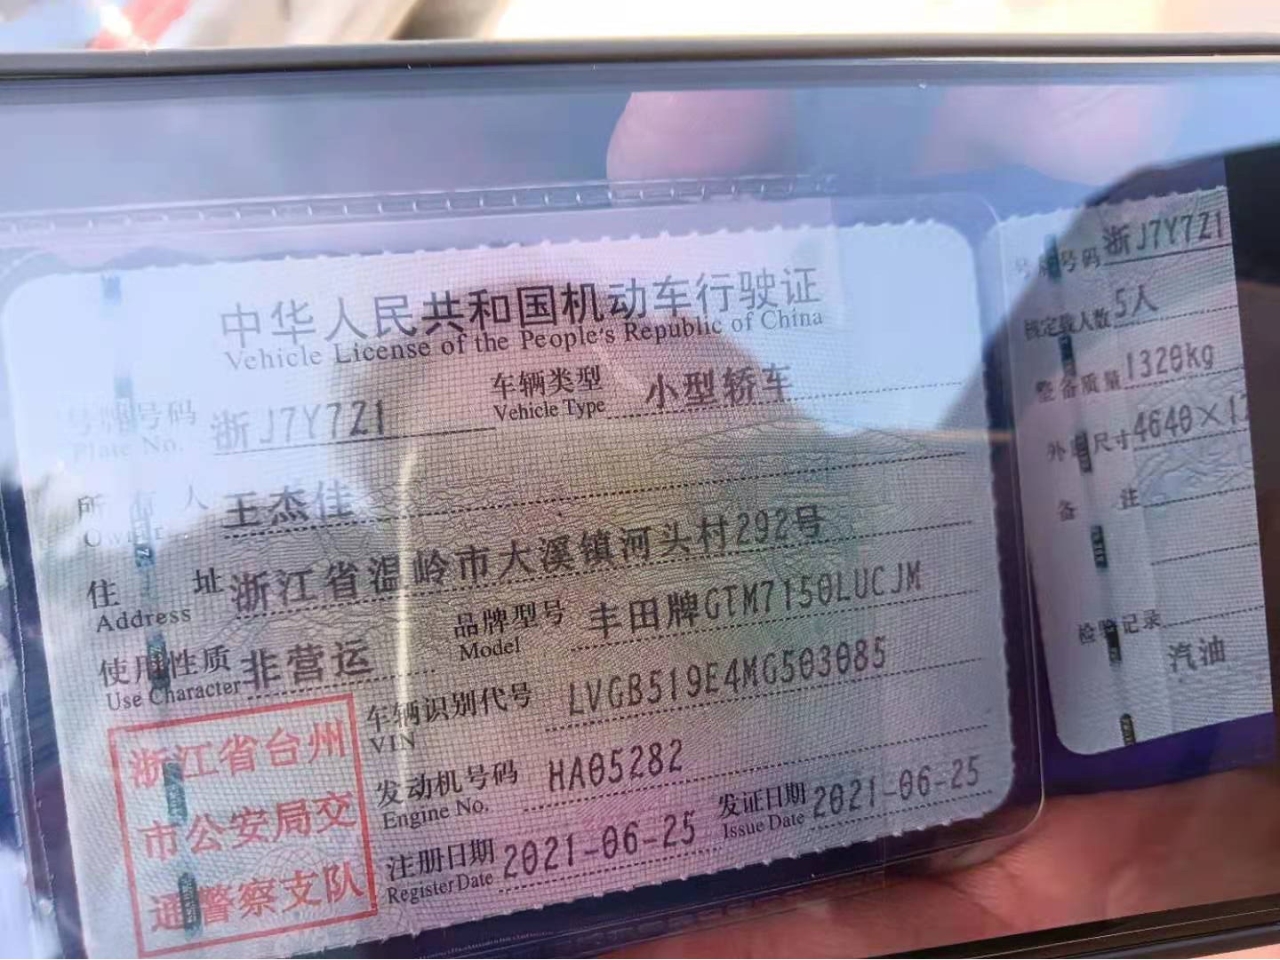 中华人民共和国机动车行驶证
Vehicle License of the People's Republic of China
号牌号码 浙J7Y7Z1 车辆类型 小型轿车
Plate No. Vehicle Type
所有人 王杰佳
Owner
住址 浙江省温岭市大溪镇河头村292号
Address
使用性质 非营运 品牌型号 丰田牌GTM7150LUCJM
Use Character Model
车辆识别代号 LVGB519E4MG503085
VIN
发动机号码 HA05282
Engine No.
注册日期 2021-06-25 发证日期 2021-06-25
Register Date Issue Date
浙江省台州
市公安局交
通警察支队
号牌号码 浙J7Y7Z1
核定载人数 5人
整备质量 1320kg
外廓尺寸 4640×17
备注
检验记录
汽油